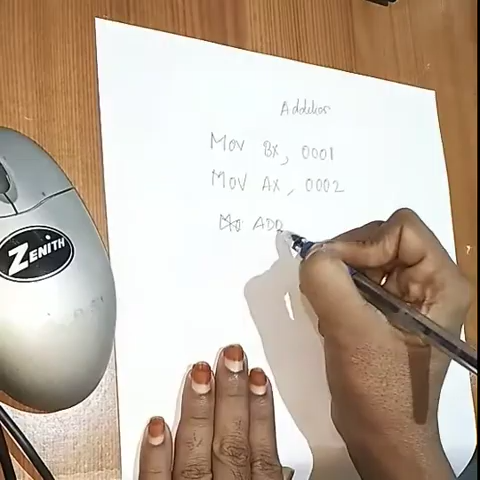 Addition
MOV BX, 0001
MOV AX, 0002
ADD
ZENITH